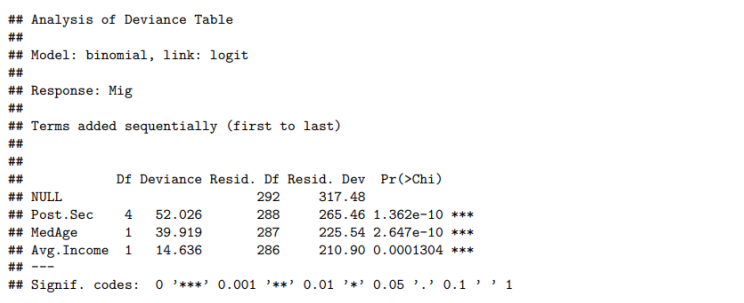 ## Analysis of Deviance Table
##
## Model: binomial, link: logit
##
## Response: Mig
##
## Terms added sequentially (first to last)
##
##
##            Df Deviance Resid. Df Resid. Dev  Pr(>Chi)
## NULL                         292     317.48
## Post.Sec    4   52.026       288     265.46 1.362e-10 ***
## MedAge      1   39.919       287     225.54 2.647e-10 ***
## Avg.Income  1   14.636       286     210.90 0.0001304 ***
## ---
## Signif. codes:  0 '***' 0.001 '**' 0.01 '*' 0.05 '.' 0.1 ' ' 1